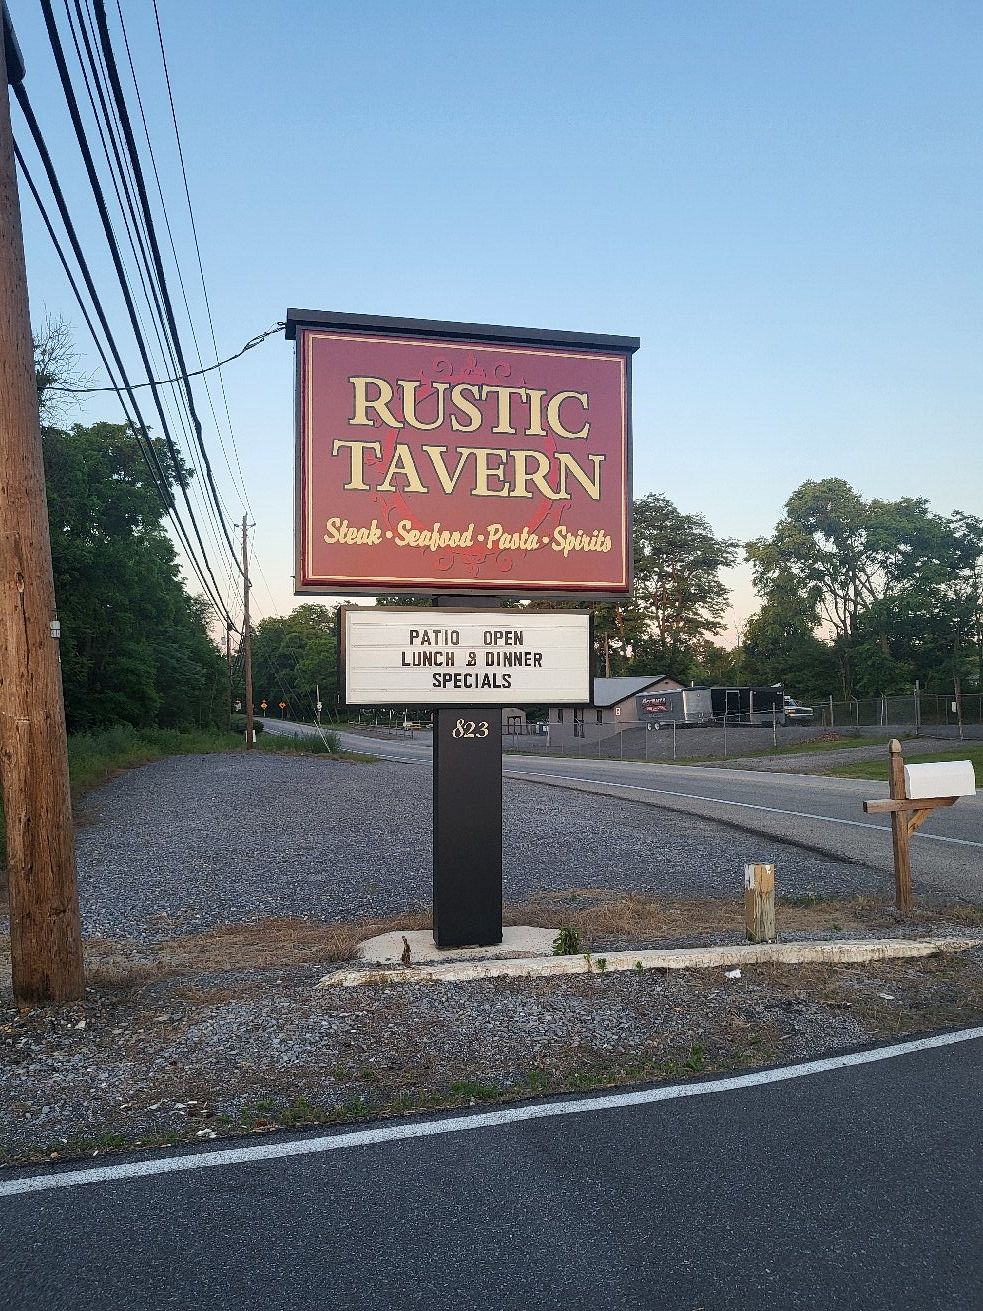 RUSTIC
TAVERN
Steak • Seafood • Pasta • Spirits
PATIO OPEN
LUNCH & DINNER
SPECIALS
823